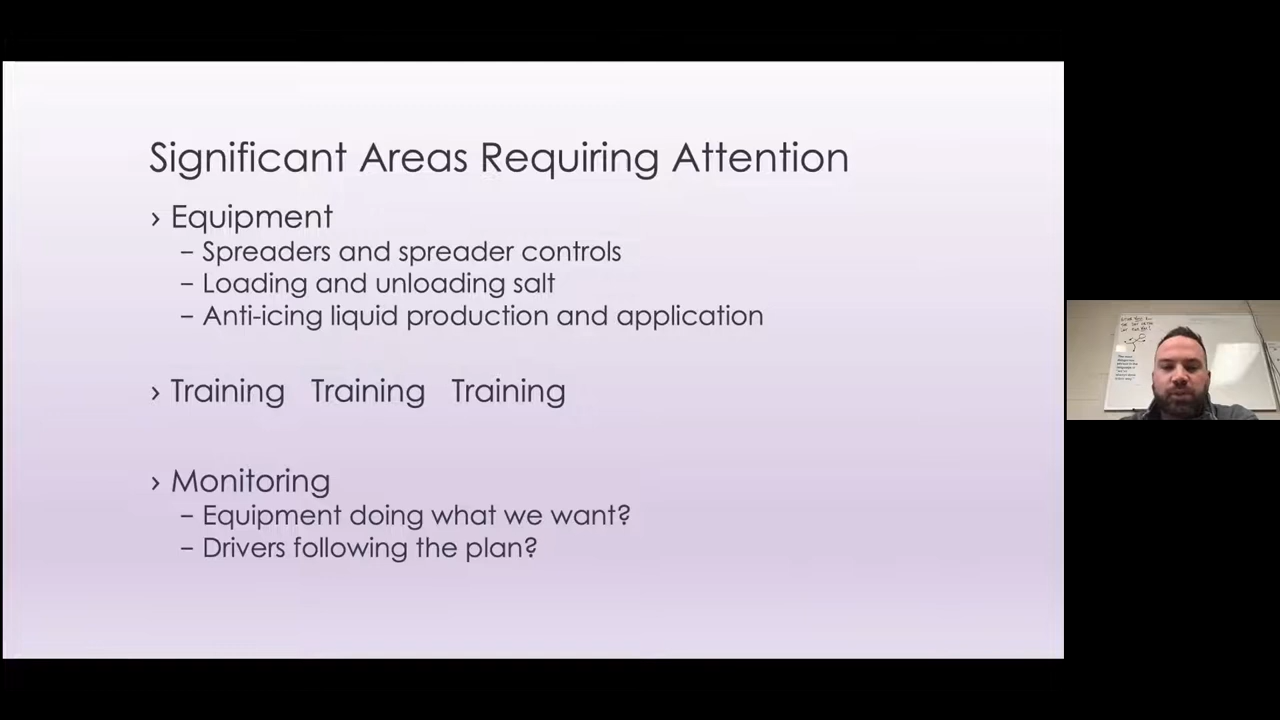 Significant Areas Requiring Attention
› Equipment
– Spreaders and spreader controls
– Loading and unloading salt
– Anti-icing liquid production and application
› Training Training Training
› Monitoring
– Equipment doing what we want?
– Drivers following the plan?